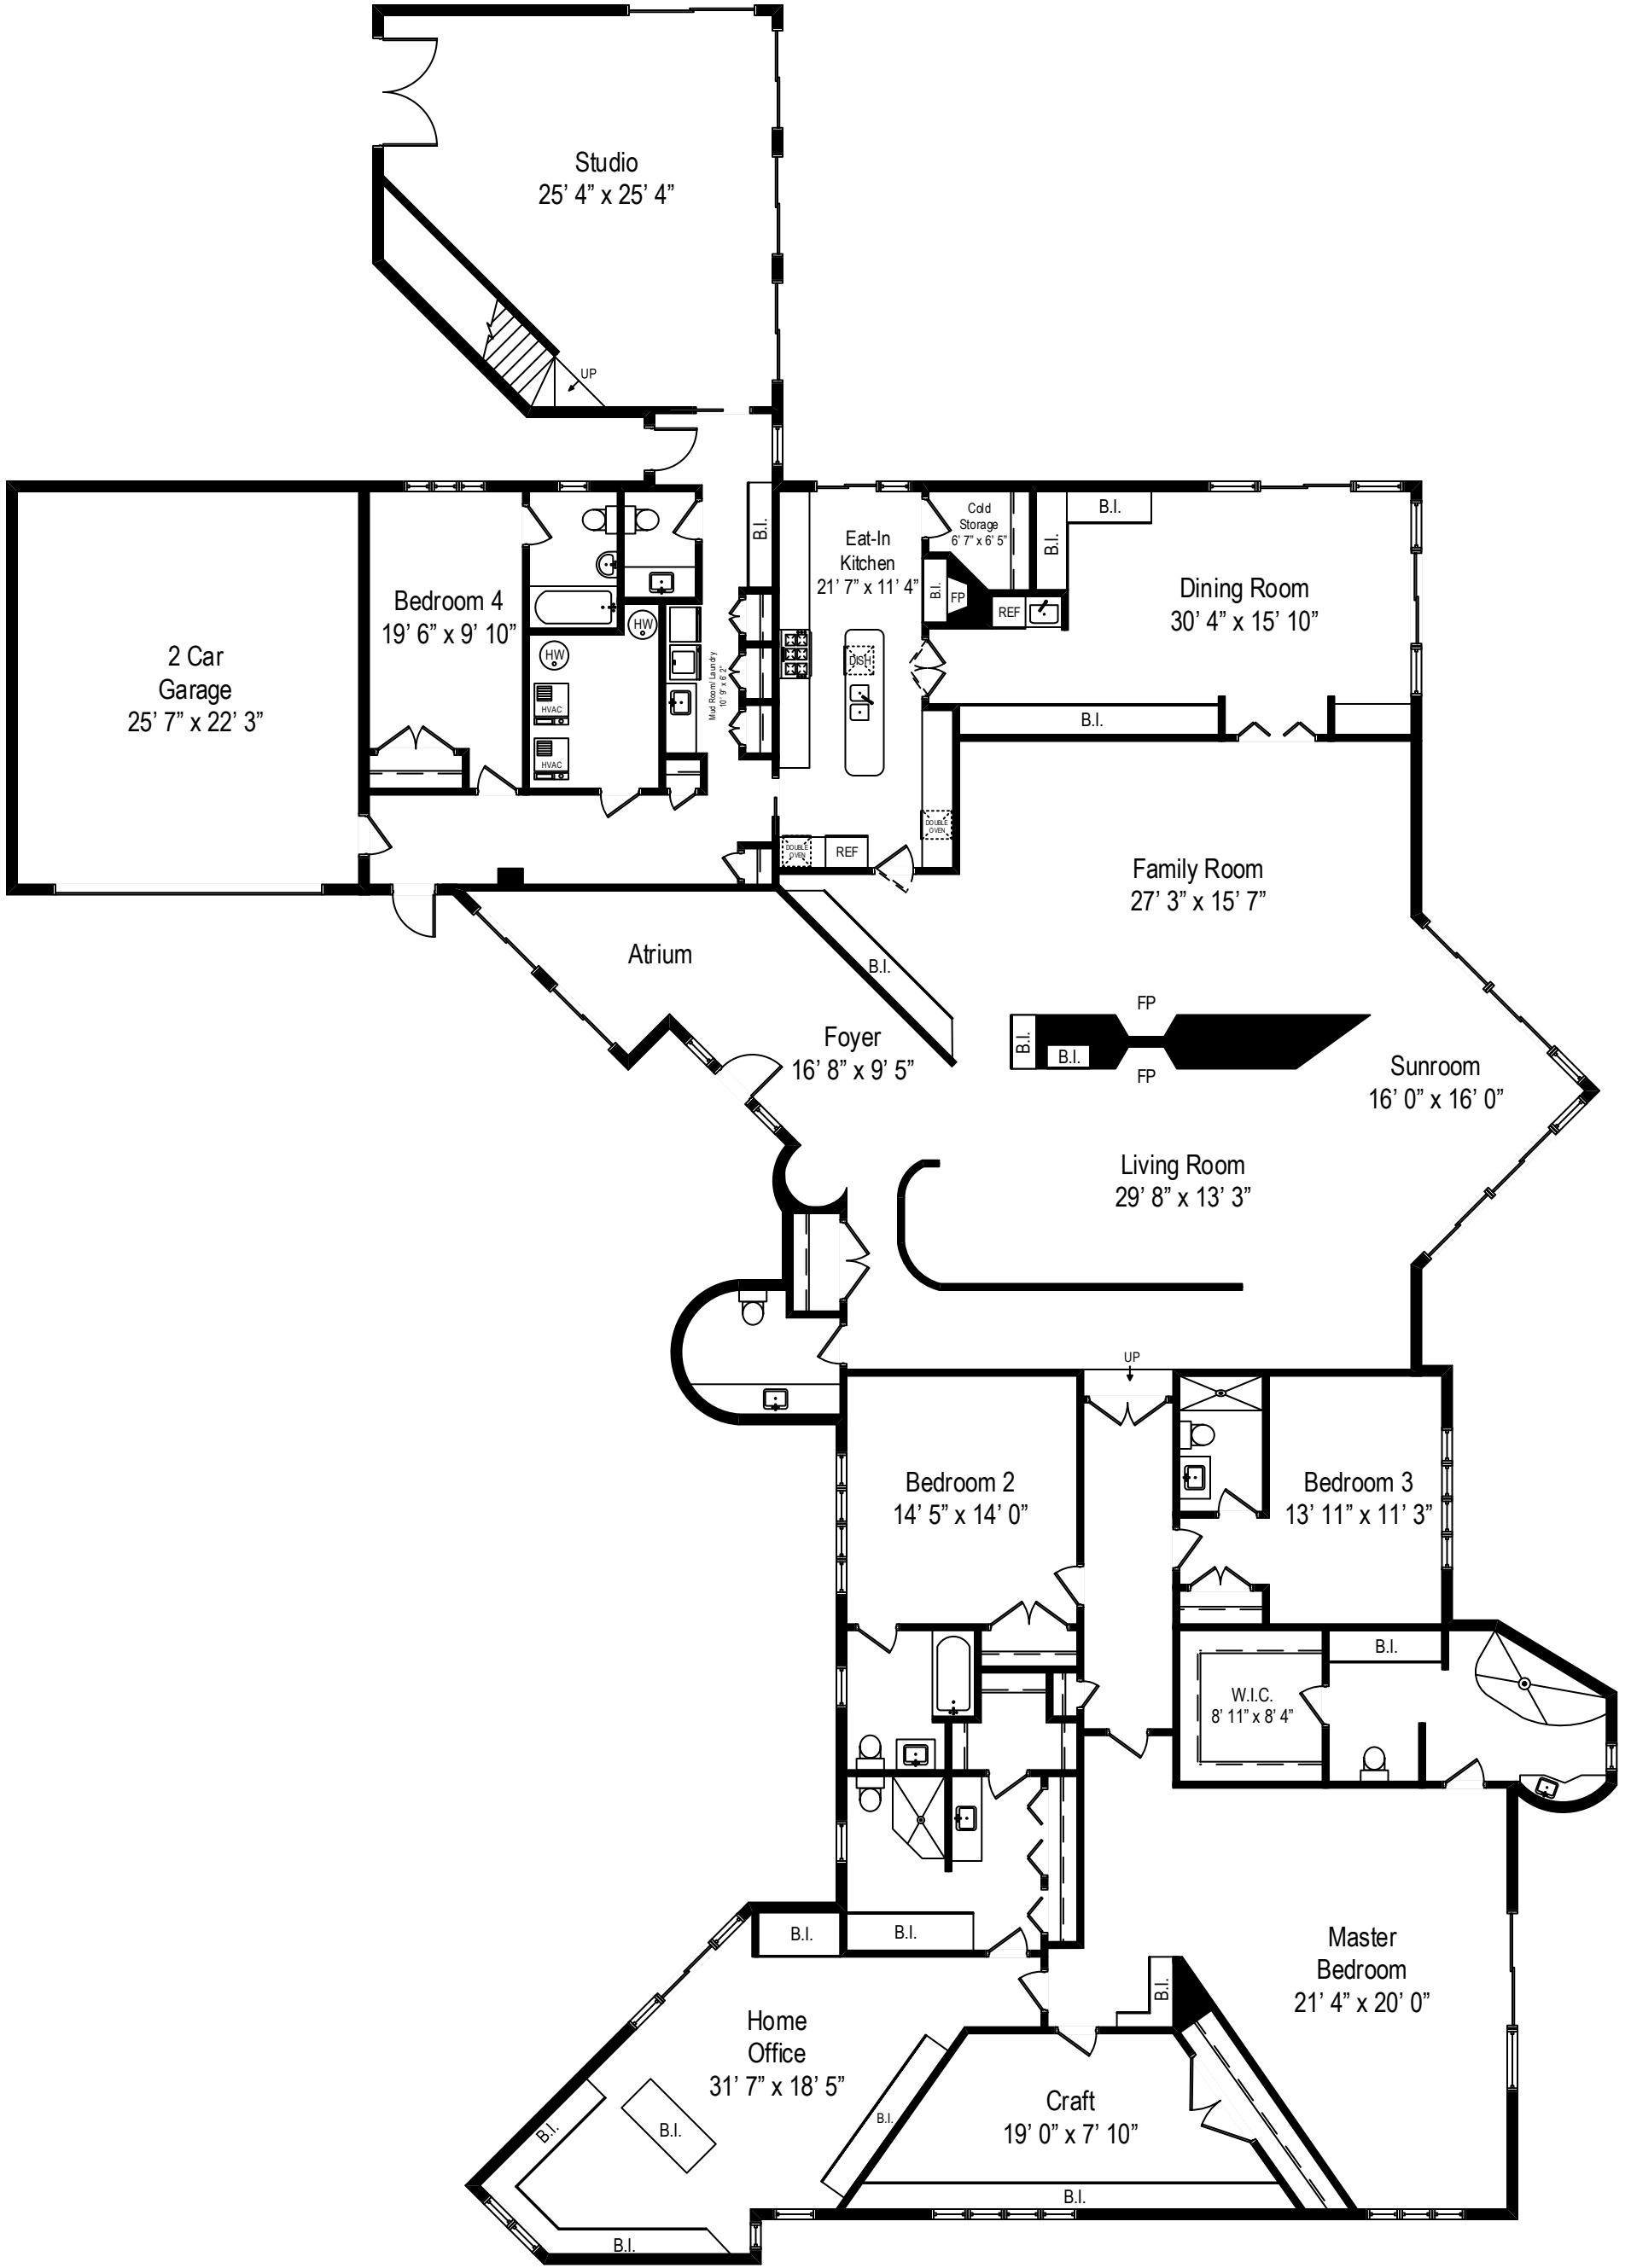 Studio
25' 4" x 25' 4"
UP
B.I.
Eat-In
Kitchen
21' 7" x 11' 4"
Cold
Storage
6' 7" x 6' 5"
B.I.
B.I.
B.I.
FP
REF
Dining Room
30' 4" x 15' 10"
Bedroom 4
19' 6" x 9' 10"
2 Car
Garage
25' 7" x 22' 3"
HW
HW
HVAC
HVAC
Mud Room/ Laundry
10' 9" x 6' 2"
DISH
B.I.
DOUBLE
OVEN
DOUBLE
OVEN
REF
Family Room
27' 3" x 15' 7"
Atrium
B.I.
Foyer
16' 8" x 9' 5"
FP
B.I.
B.I.
FP
Sunroom
16' 0" x 16' 0"
Living Room
29' 8" x 13' 3"
UP
Bedroom 2
14' 5" x 14' 0"
Bedroom 3
13' 11" x 11' 3"
B.I.
W.I.C.
8' 11" x 8' 4"
B.I.
B.I.
Master
Bedroom
21' 4" x 20' 0"
B.I.
Home
Office
31' 7" x 18' 5"
B.I.
B.I.
B.I.
Craft
19' 0" x 7' 10"
B.I.
B.I.